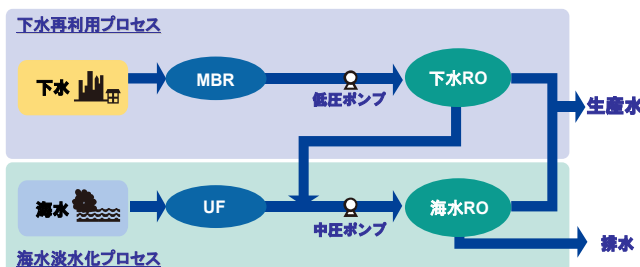 下水再利用プロセス
下水
MBR
低圧ポンプ
下水RO
生産水
海水
UF
中圧ポンプ
海水RO
排水
海水淡水化プロセス